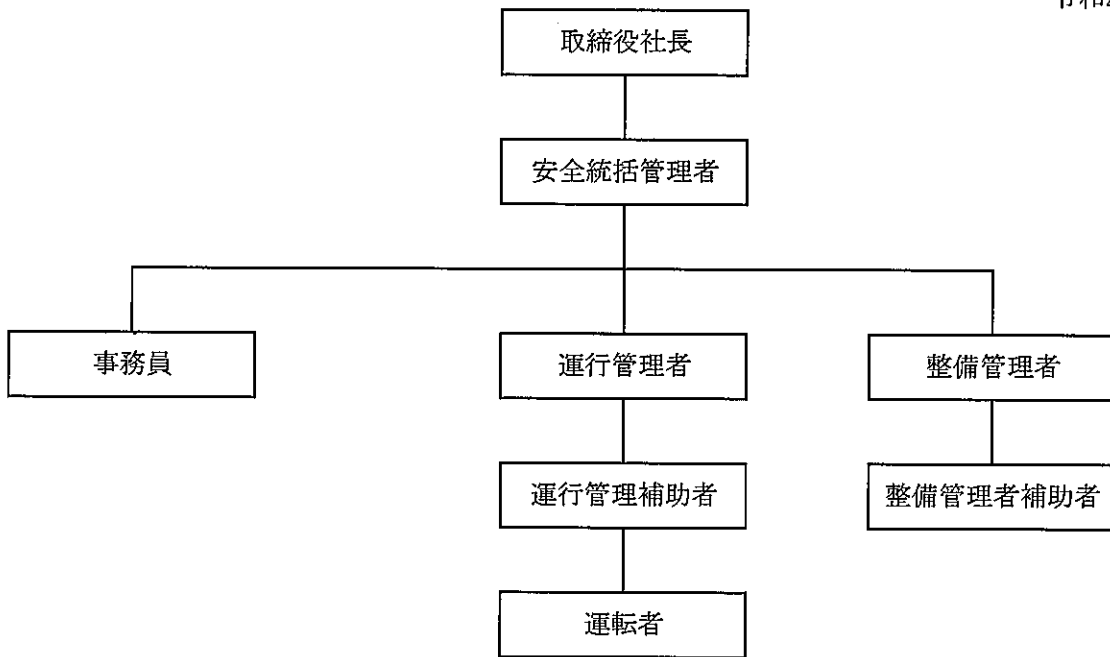 令和
取締役社長
安全統括管理者
事務員
運行管理者
整備管理者
運行管理補助者
整備管理者補助者
運転者